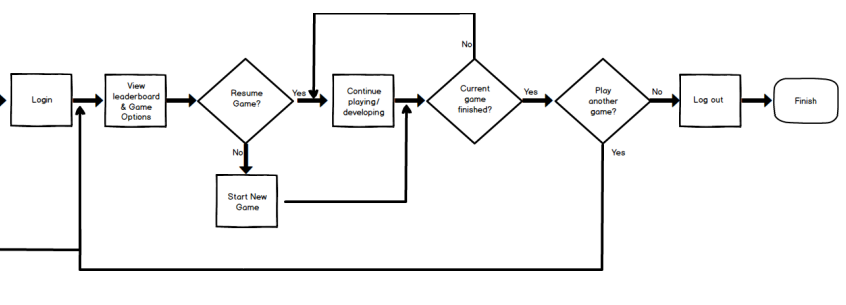 Login
View
leaderboard
& Game
Options
Resume
Game?
Yes
No
Start New
Game
Continue
playing/
developing
No
Current
game
finished?
Yes
Play
another
game?
No
Yes
Log out
Finish